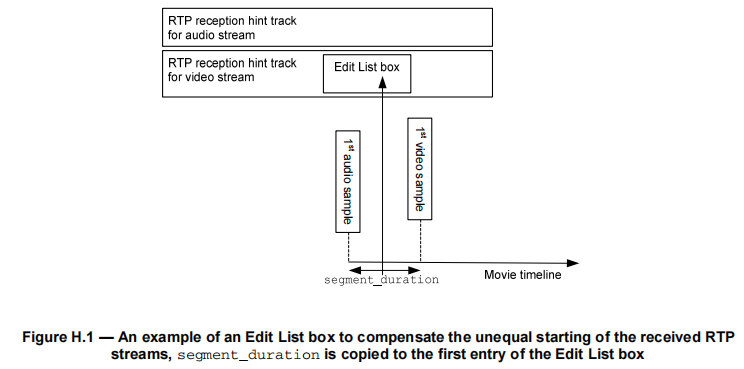 RTP reception hint track
for audio stream
RTP reception hint track
for video stream
Edit List box
1st audio sample
1st video sample
Movie timeline
segment_duration
Figure H.1 — An example of an Edit List box to compensate the unequal starting of the received RTP
streams, segment_duration is copied to the first entry of the Edit List box